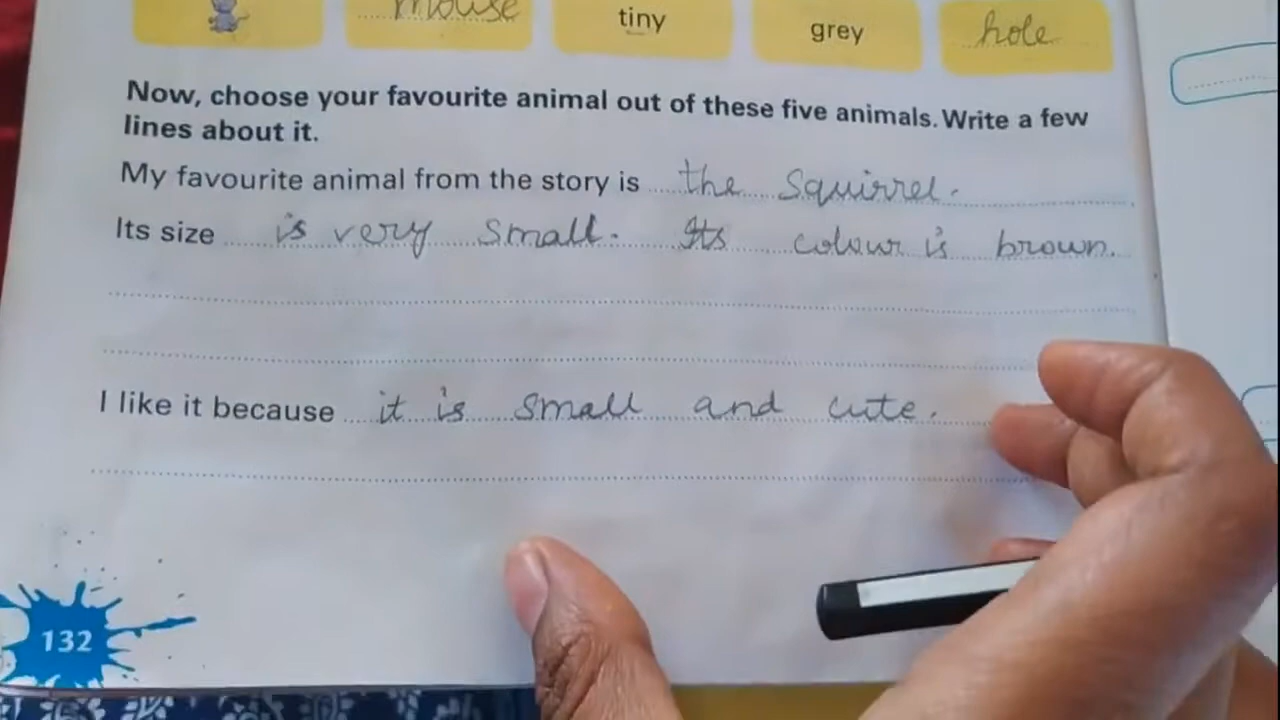 mouse tiny grey hole
Now, choose your favourite animal out of these five animals. Write a few
lines about it.
My favourite animal from the story is the squirrel.
Its size is very small. Its colour is brown.
I like it because it is small and cute.
132